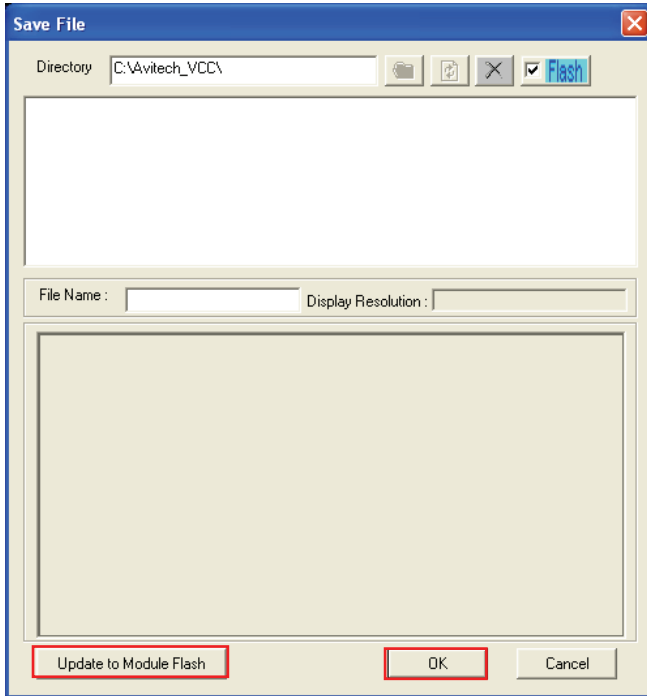 Save File
Directory C:\Avitech_VCC\ Flash
File Name : Display Resolution :
Update to Module Flash OK Cancel